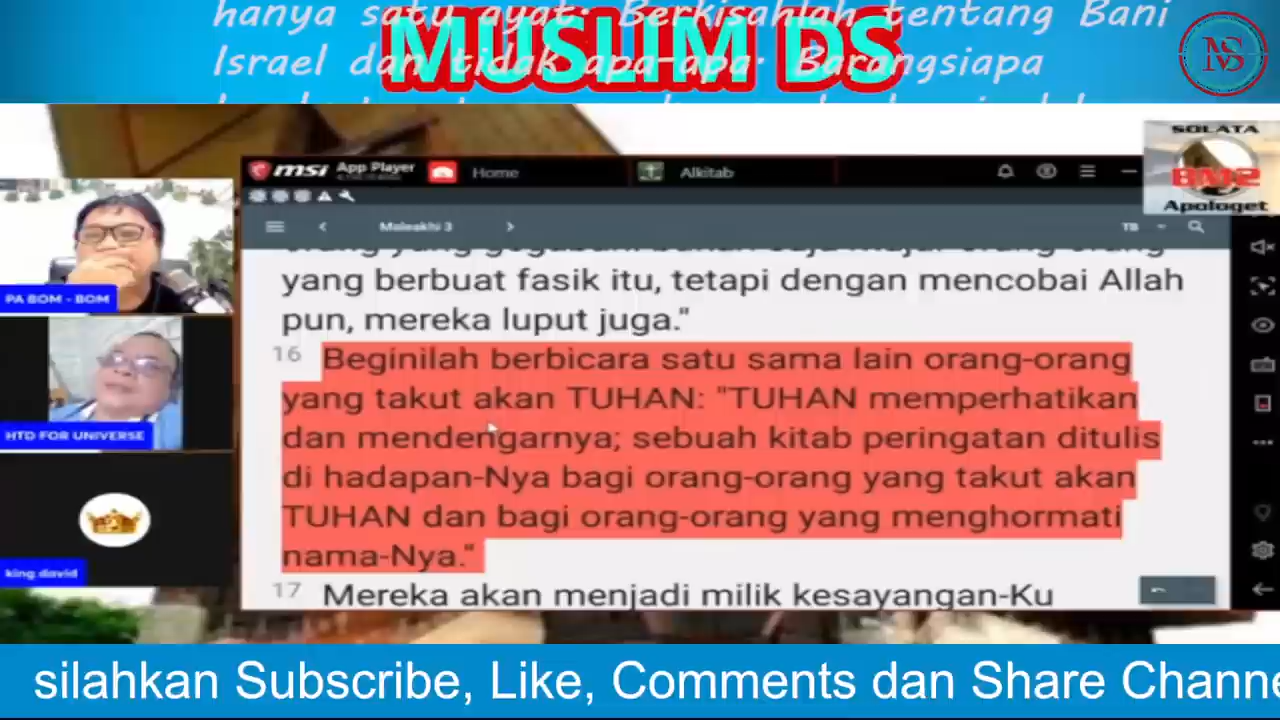 hanya satu ayat. Berkisahlah tentang Bani
MUSLIM DS
Israel dan tidak apa-apa. Barangsiapa
MS
SOLATA
BM2
Apologet
msi App Player
Home
Alkitab
Maleakhi 3
TB
yang berbuat fasik itu, tetapi dengan mencobai Allah
pun, mereka luput juga."
16 Beginilah berbicara satu sama lain orang-orang
yang takut akan TUHAN: "TUHAN memperhatikan
dan mendengarnya; sebuah kitab peringatan ditulis
di hadapan-Nya bagi orang-orang yang takut akan
TUHAN dan bagi orang-orang yang menghormati
nama-Nya."
17 Mereka akan menjadi milik kesayangan-Ku
PA BOM - BOM
HTD FOR UNIVERSE
king david
silahkan Subscribe, Like, Comments dan Share Channe